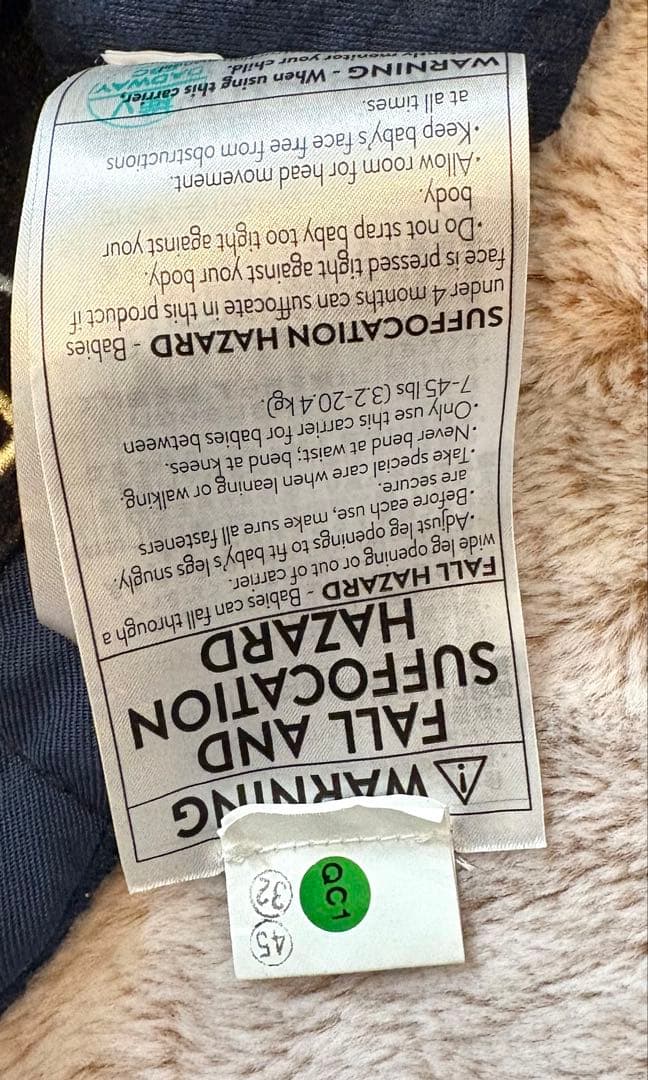 WARNING
FALL AND
SUFFOCATION
HAZARD
FALL HAZARD - Babies can fall through a
wide leg opening or out of carrier.
•Adjust leg openings to fit baby's legs snugly.
•Before each use, make sure all fasteners
are secure.
•Take special care when leaning or walking.
•Never bend at waist; bend at knees.
•Only use this carrier for babies between
7-45 lbs (3.2-20.4 kg).
SUFFOCATION HAZARD - Babies
under 4 months can suffocate in this product if
face is pressed tight against your body.
•Do not strap baby too tight against your
body.
•Allow room for head movement.
•Keep baby's face free from obstructions
at all times.
WARNING - When using this carrier,
monitor your child.
QC1
32
45